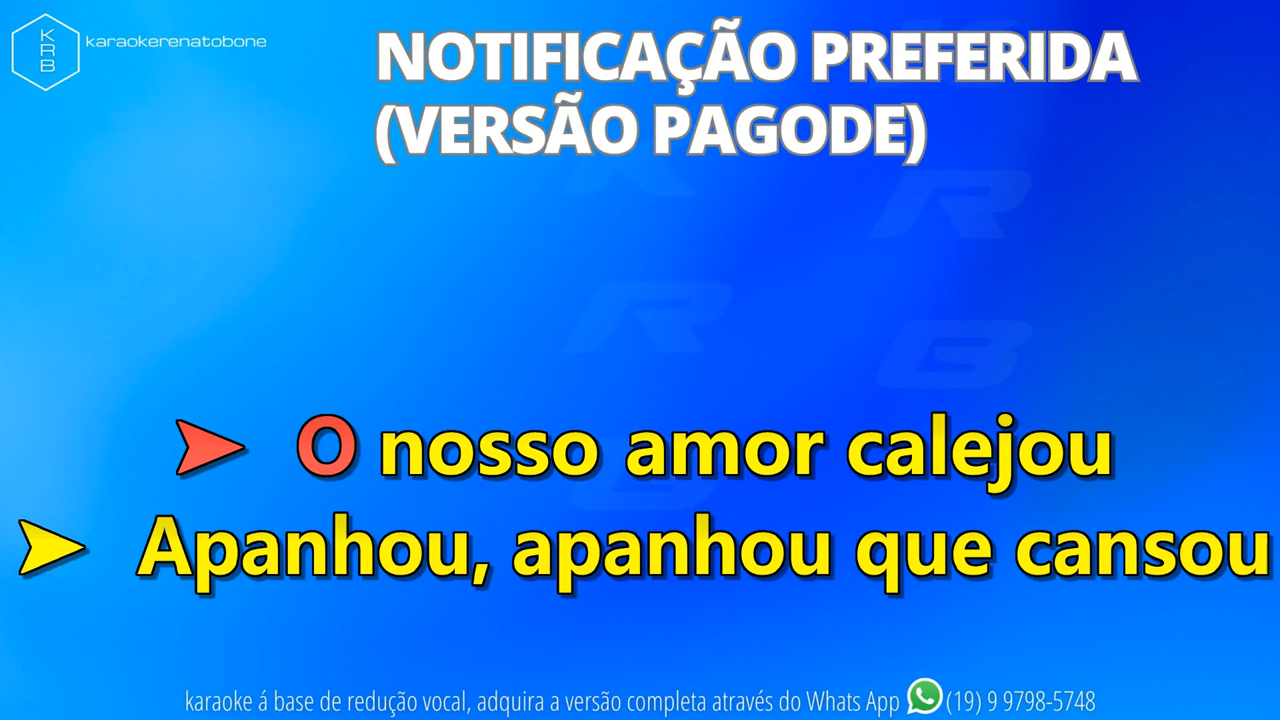 K
R
B
karaokerenatobone
NOTIFICAÇÃO PREFERIDA
(VERSÃO PAGODE)
➤ O nosso amor calejou
➤ Apanhou, apanhou que cansou
karaoke á base de redução vocal, adquira a versão completa através do Whats App (19) 9 9798-5748